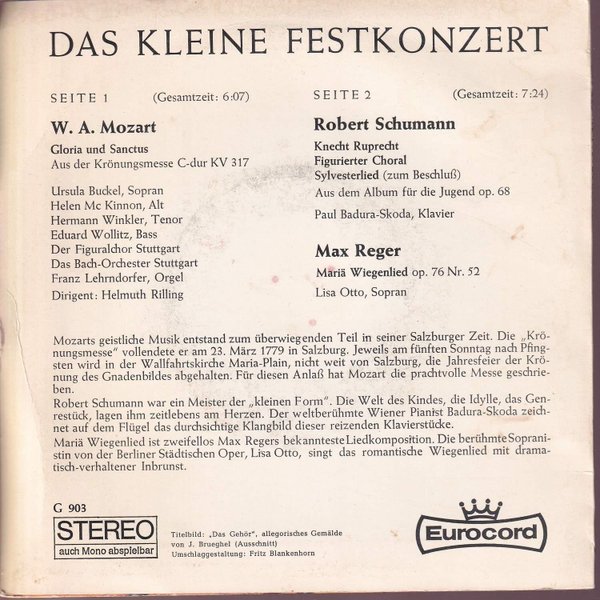 DAS KLEINE FESTKONZERT
SEITE 1 (Gesamtzeit: 6:07)
W. A. Mozart
Gloria und Sanctus
Aus der Krönungsmesse C-dur KV 317
Ursula Buckel, Sopran
Helen Mc Kinnon, Alt
Hermann Winkler, Tenor
Eduard Wollitz, Bass
Der Figuralchor Stuttgart
Das Bach-Orchester Stuttgart
Franz Lehrndorfer, Orgel
Dirigent: Helmuth Rilling
SEITE 2 (Gesamtzeit: 7:24)
Robert Schumann
Knecht Ruprecht
Figurierter Choral
Sylvesterlied (zum Beschluß)
Aus dem Album für die Jugend op. 68
Paul Badura-Skoda, Klavier
Max Reger
Mariä Wiegenlied op. 76 Nr. 52
Lisa Otto, Sopran
Mozarts geistliche Musik entstand zum überwiegenden Teil in seiner Salzburger Zeit. Die „Krö-
nungsmesse“ vollendete er am 23. März 1779 in Salzburg. Jeweils am fünften Sonntag nach Pfing-
sten wird in der Wallfahrtskirche Maria-Plain, nicht weit von Salzburg, die Jahresfeier der Krö-
nung des Gnadenbildes abgehalten. Für diesen Anlaß hat Mozart die prachtvolle Messe geschrie-
ben.
Robert Schumann war ein Meister der „kleinen Form“. Die Welt des Kindes, die Idylle, das Gen-
restück, lagen ihm zeitlebens am Herzen. Der weltberühmte Wiener Pianist Badura-Skoda zeich-
net auf dem Flügel das durchsichtige Klangbild dieser reizenden Klavierstücke.
Mariä Wiegenlied ist zweifellos Max Regers bekannteste Liedkomposition. Die berühmte Soprani-
stin von der Berliner Städtischen Oper, Lisa Otto, singt das romantische Wiegenlied mit drama-
tisch-verhaltener Inbrunst.
G 903
STEREO
auch Mono abspielbar
Titelbild: „Das Gehör“, allegorisches Gemälde
von J. Brueghel (Ausschnitt)
Umschlaggestaltung: Fritz Blankenhorn
Eurocord